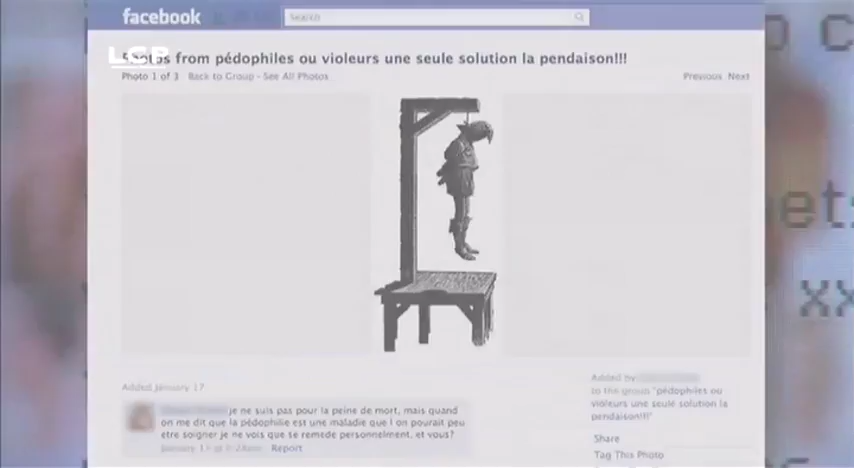 facebook
Search
LCP
Photos from pédophiles ou violeurs une seule solution la pendaison!!!
Photo 1 of 3 Back to Group - See All Photos
Previous Next
Added January 17
je ne suis pas pour la peine de mort, mais quand
on me dit que la pédophilie est une maladie que l on pourait peu
etre soigner je ne vois que se remede personnelment, et vous?
Report
Added by
to the group "pédophiles ou
violeurs une seule solution la
pendaison!!!"
Share
Tag This Photo
xx